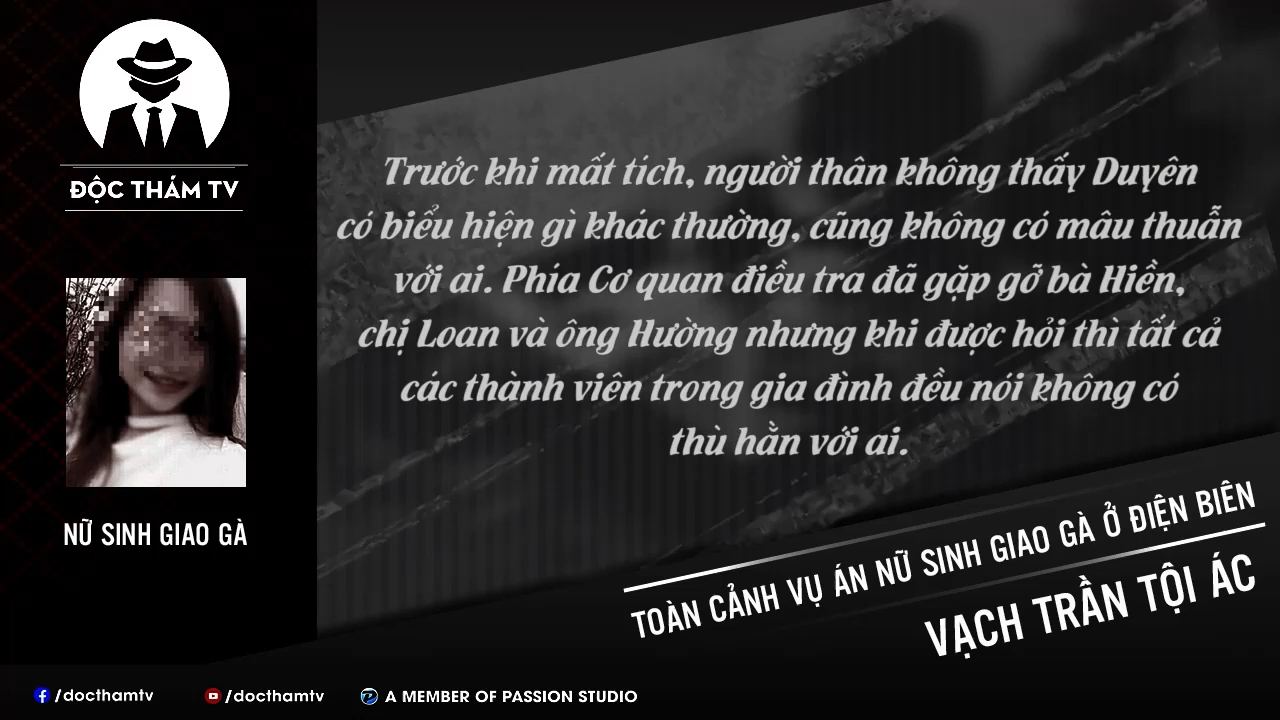 ĐỘC THÁM TV
NỮ SINH GIAO GÀ
Trước khi mất tích, người thân không thấy Duyên
có biểu hiện gì khác thường, cũng không có mâu thuẫn
với ai. Phía Cơ quan điều tra đã gặp gỡ bà Hiền,
chị Loan và ông Hường nhưng khi được hỏi thì tất cả
các thành viên trong gia đình đều nói không có
thù hằn với ai.
TOÀN CẢNH VỤ ÁN NỮ SINH GIAO GÀ Ở ĐIỆN BIÊN
VẠCH TRẦN TỘI ÁC
/docthamtv
/docthamtv
A MEMBER OF PASSION STUDIO